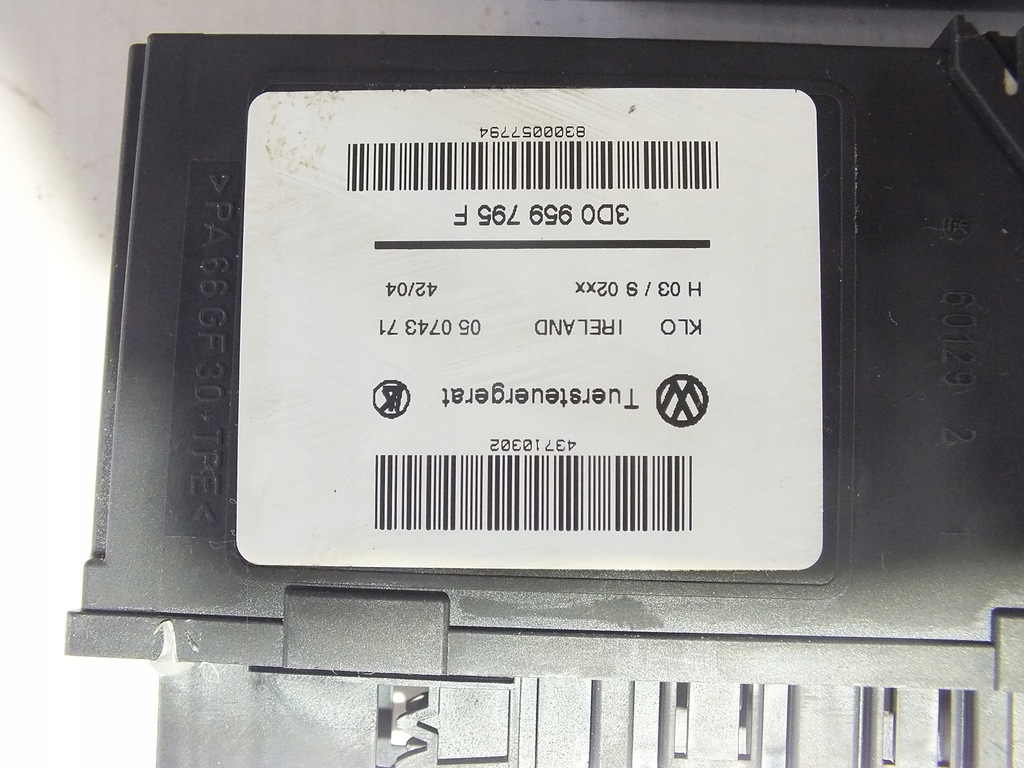 43710302
Tuersteuergerat
KLO IRELAND 05 0743 71
H 03 / S 02xx 42/04
3D0 959 795 F
8300057794
>PA 66 GF 30+TRE<
60129 2